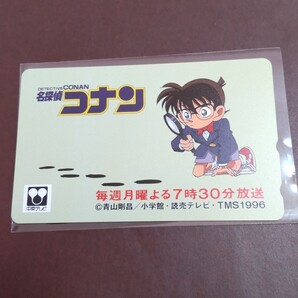 DETECTIVE CONAN
名探偵コナン
毎週月曜よる7時30分放送
©青山剛昌／小学館・読売テレビ・TMS1996